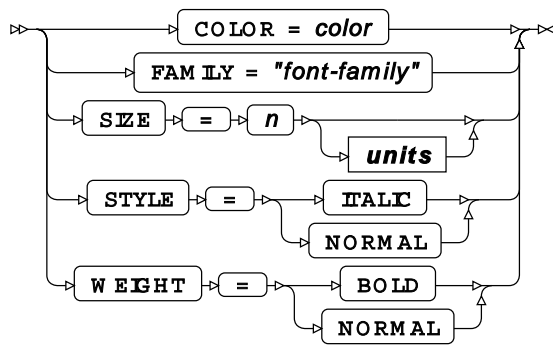 COLOR = color
FAMILY = "font-family"
SIZE = n
units
STYLE = ITALIC
NORMAL
WEIGHT = BOLD
NORMAL